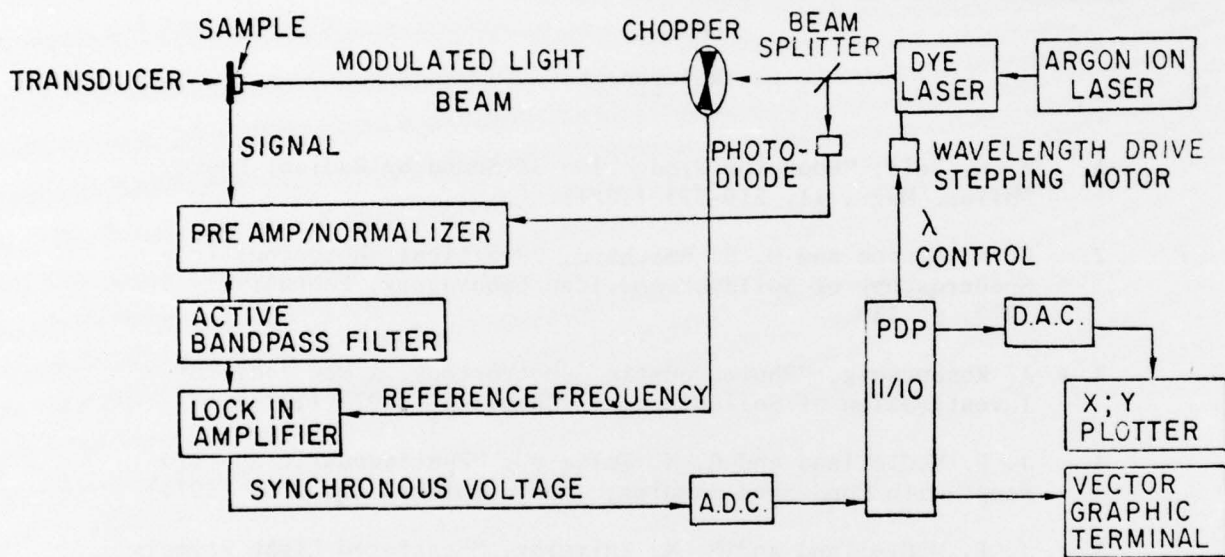 SAMPLE
TRANSDUCER
MODULATED LIGHT
BEAM
CHOPPER
BEAM
SPLITTER
DYE
LASER
ARGON ION
LASER
SIGNAL
PHOTO-
DIODE
WAVELENGTH DRIVE
STEPPING MOTOR
PRE AMP/NORMALIZER
λ
CONTROL
ACTIVE
BANDPASS FILTER
PDP
11/10
D.A.C.
LOCK IN
AMPLIFIER
REFERENCE FREQUENCY
X; Y
PLOTTER
SYNCHRONOUS VOLTAGE
A.D.C.
VECTOR
GRAPHIC
TERMINAL